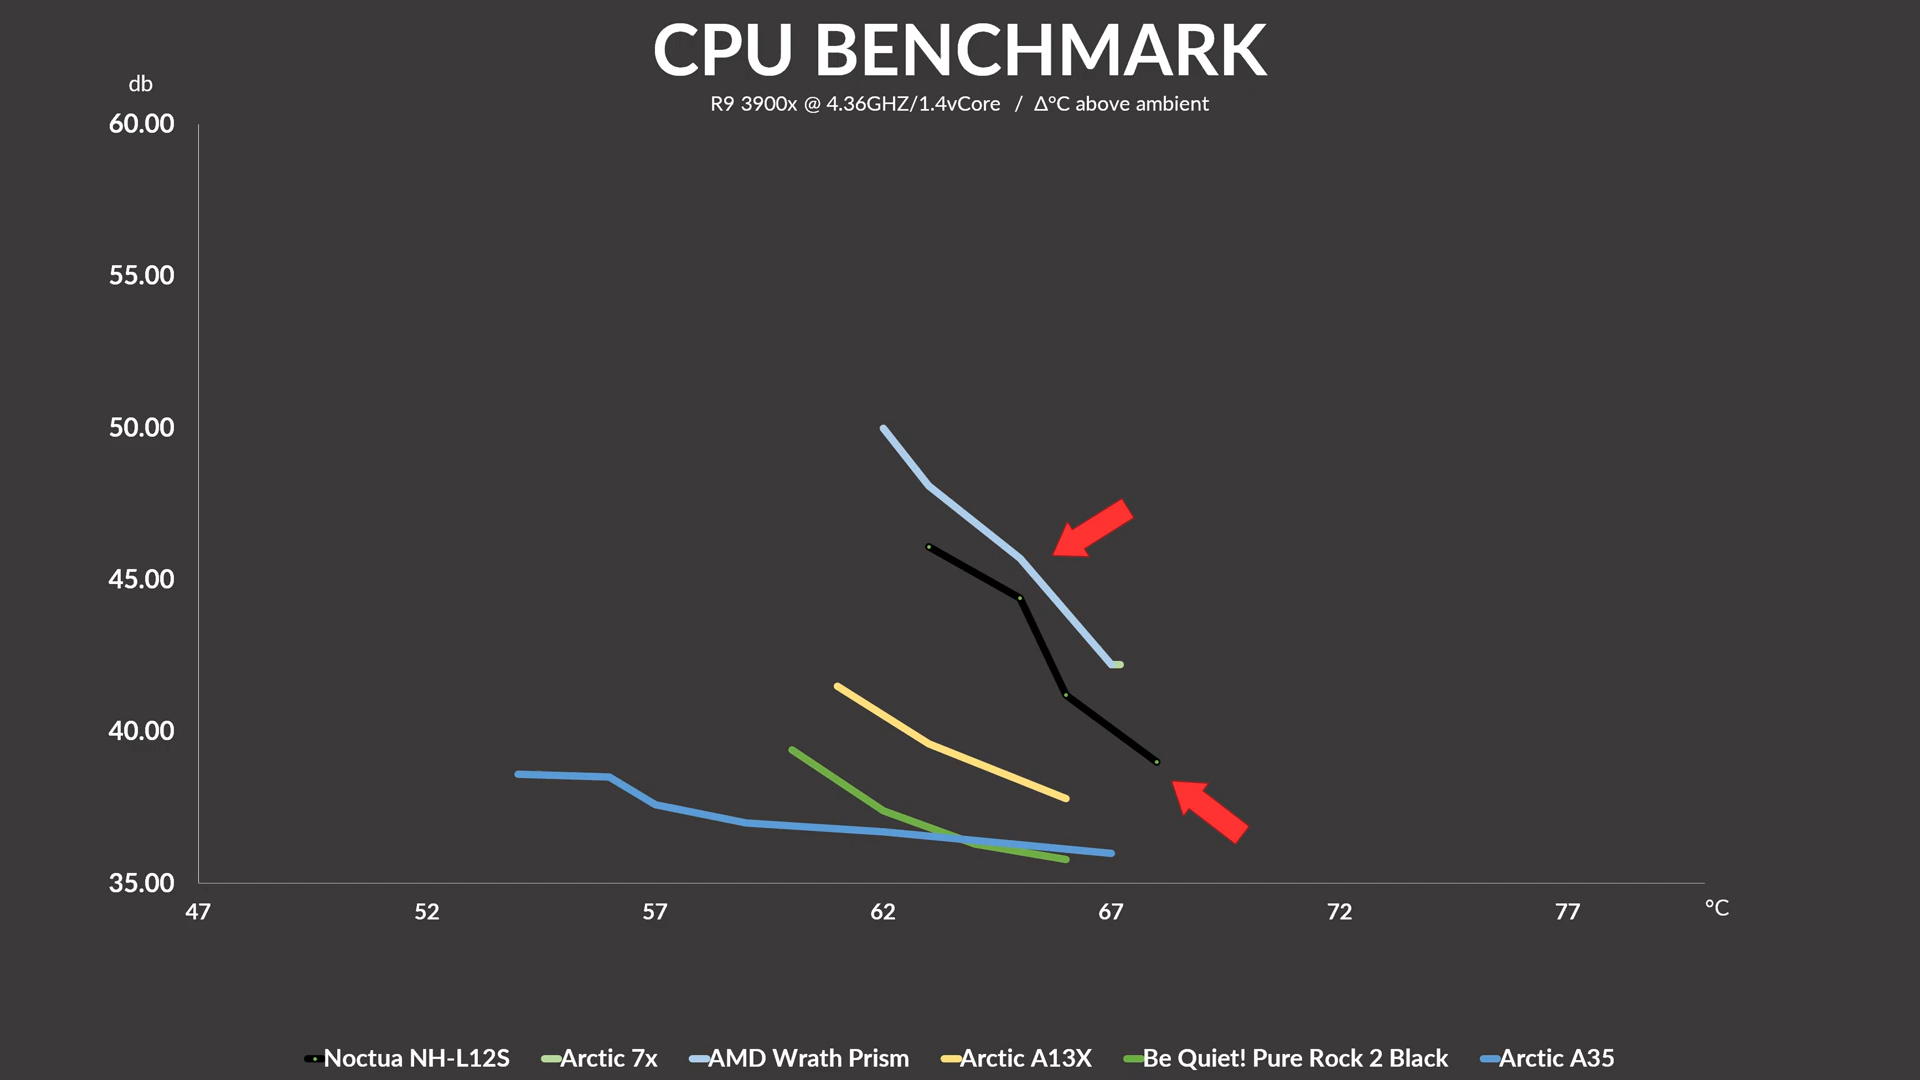 CPU BENCHMARK
R9 3900x @ 4.36GHZ/1.4vCore / Δ°C above ambient
db
60.00
55.00
50.00
45.00
40.00
35.00
47 52 57 62 67 72 77 °C
Noctua NH-L12S Arctic 7x AMD Wrath Prism Arctic A13X Be Quiet! Pure Rock 2 Black Arctic A35